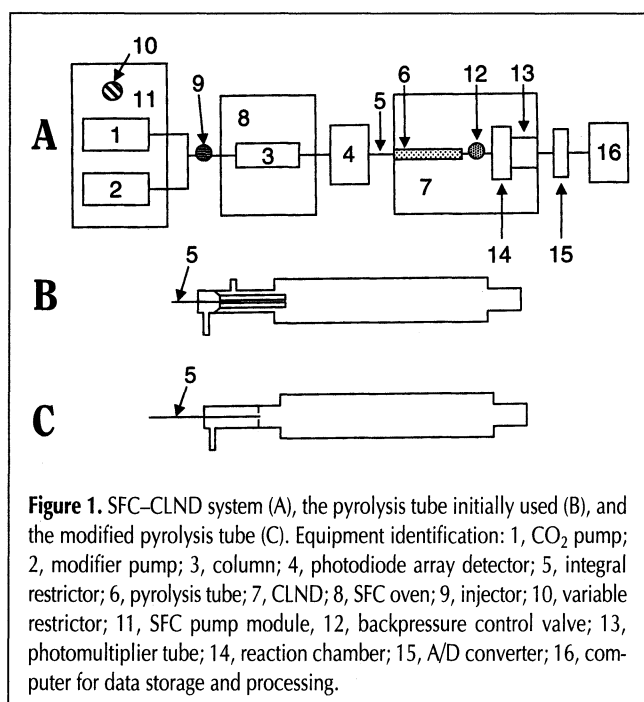 10
9
5
6
12
13
11
8
A
1
3
4
16
2
7
14
15
5
B
5
C
Figure 1. SFC–CLND system (A), the pyrolysis tube initially used (B), and
the modified pyrolysis tube (C). Equipment identification: 1, CO₂ pump;
2, modifier pump; 3, column; 4, photodiode array detector; 5, integral
restrictor; 6, pyrolysis tube; 7, CLND; 8, SFC oven; 9, injector; 10, variable
restrictor; 11, SFC pump module, 12, backpressure control valve; 13,
photomultiplier tube; 14, reaction chamber; 15, A/D converter; 16, com-
puter for data storage and processing.